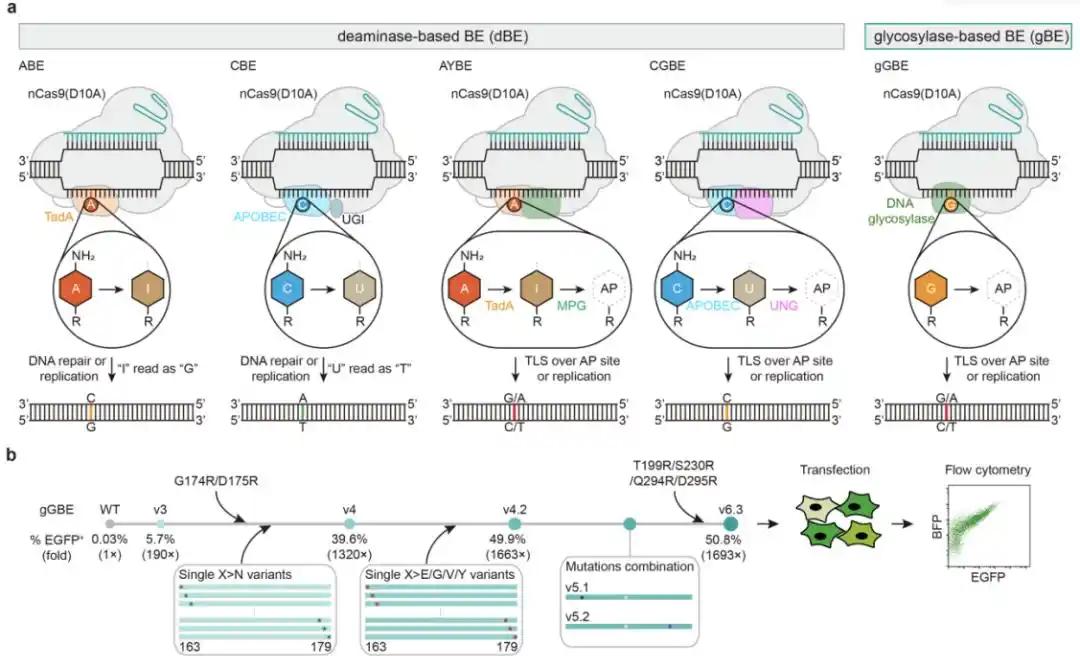 a
deaminase-based BE (dBE)
glycosylase-based BE (gBE)
ABE
CBE
AYBE
CGBE
gGBE
nCas9(D10A)
nCas9(D10A)
nCas9(D10A)
nCas9(D10A)
nCas9(D10A)
3' 5'
5' 3'
3' 5'
5' 3'
3' 5'
5' 3'
3' 5'
5' 3'
3' 5'
5' 3'
A
TadA
C
APOBEC
UGI
A
C
G
DNA
glycosylase
NH₂
A
I
R
R
NH₂
C
U
R
R
NH₂
A
I
AP
TadA
MPG
R
R
R
NH₂
C
U
AP
APOBEC
UNG
R
R
R
G
AP
R
R
DNA repair or
replication
“I” read as “G”
DNA repair or
replication
“U” read as “T”
TLS over AP site
or replication
TLS over AP site
or replication
TLS over AP site
or replication
C
3' 5'
5' 3'
G
A
3' 5'
5' 3'
T
G/A
3' 5'
5' 3'
C/T
C
3' 5'
5' 3'
G
G/A
3' 5'
5' 3'
C/T
b
G174R/D175R
T199R/S230R
/Q294R/D295R
Transfection
Flow cytometry
gGBE
WT
v3
v4
v4.2
v6.3
% EGFP⁺
(fold)
0.03%
(1×)
5.7%
(190×)
39.6%
(1320×)
49.9%
(1663×)
50.8%
(1693×)
Single X>N variants
163 179
Single X>E/G/V/Y variants
163 179
Mutations combination
v5.1
v5.2
BFP
EGFP